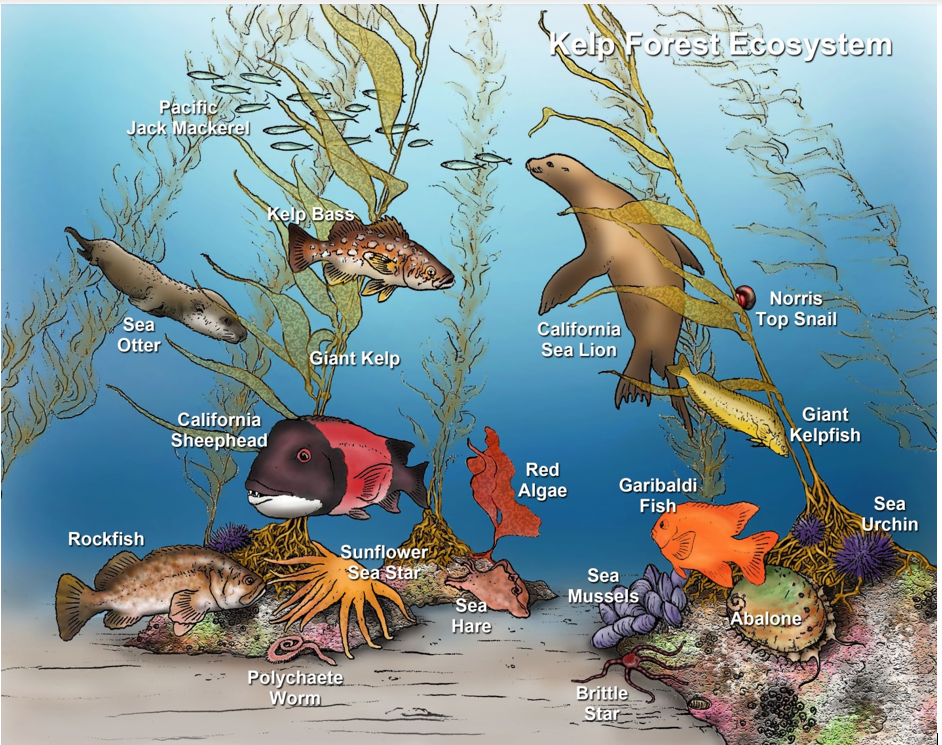 Kelp Forest Ecosystem
Pacific
Jack Mackerel
Kelp Bass
Sea
Otter
Giant Kelp
California
Sea Lion
Norris
Top Snail
California
Sheephead
Giant
Kelpfish
Red
Algae
Garibaldi
Fish
Sea
Urchin
Rockfish
Sunflower
Sea Star
Sea
Hare
Sea
Mussels
Abalone
Polychaete
Worm
Brittle
Star